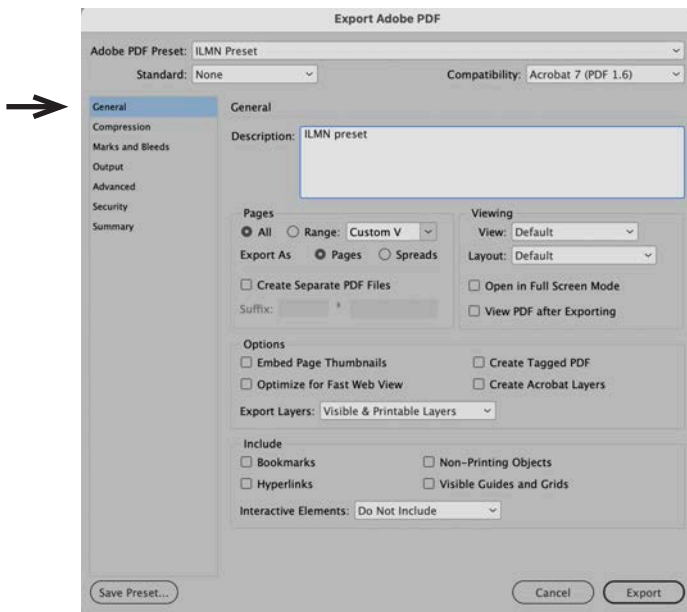 Export Adobe PDF
Adobe PDF Preset: ILMN Preset
Standard: None Compatibility: Acrobat 7 (PDF 1.6)
General
Compression
Marks and Bleeds
Output
Advanced
Security
Summary
General
Description: ILMN preset
Pages
All Range: Custom V
Export As Pages Spreads
Create Separate PDF Files
Suffix:
Viewing
View: Default
Layout: Default
Open in Full Screen Mode
View PDF after Exporting
Options
Embed Page Thumbnails Create Tagged PDF
Optimize for Fast Web View Create Acrobat Layers
Export Layers: Visible & Printable Layers
Include
Bookmarks Non-Printing Objects
Hyperlinks Visible Guides and Grids
Interactive Elements: Do Not Include
Save Preset... Cancel Export